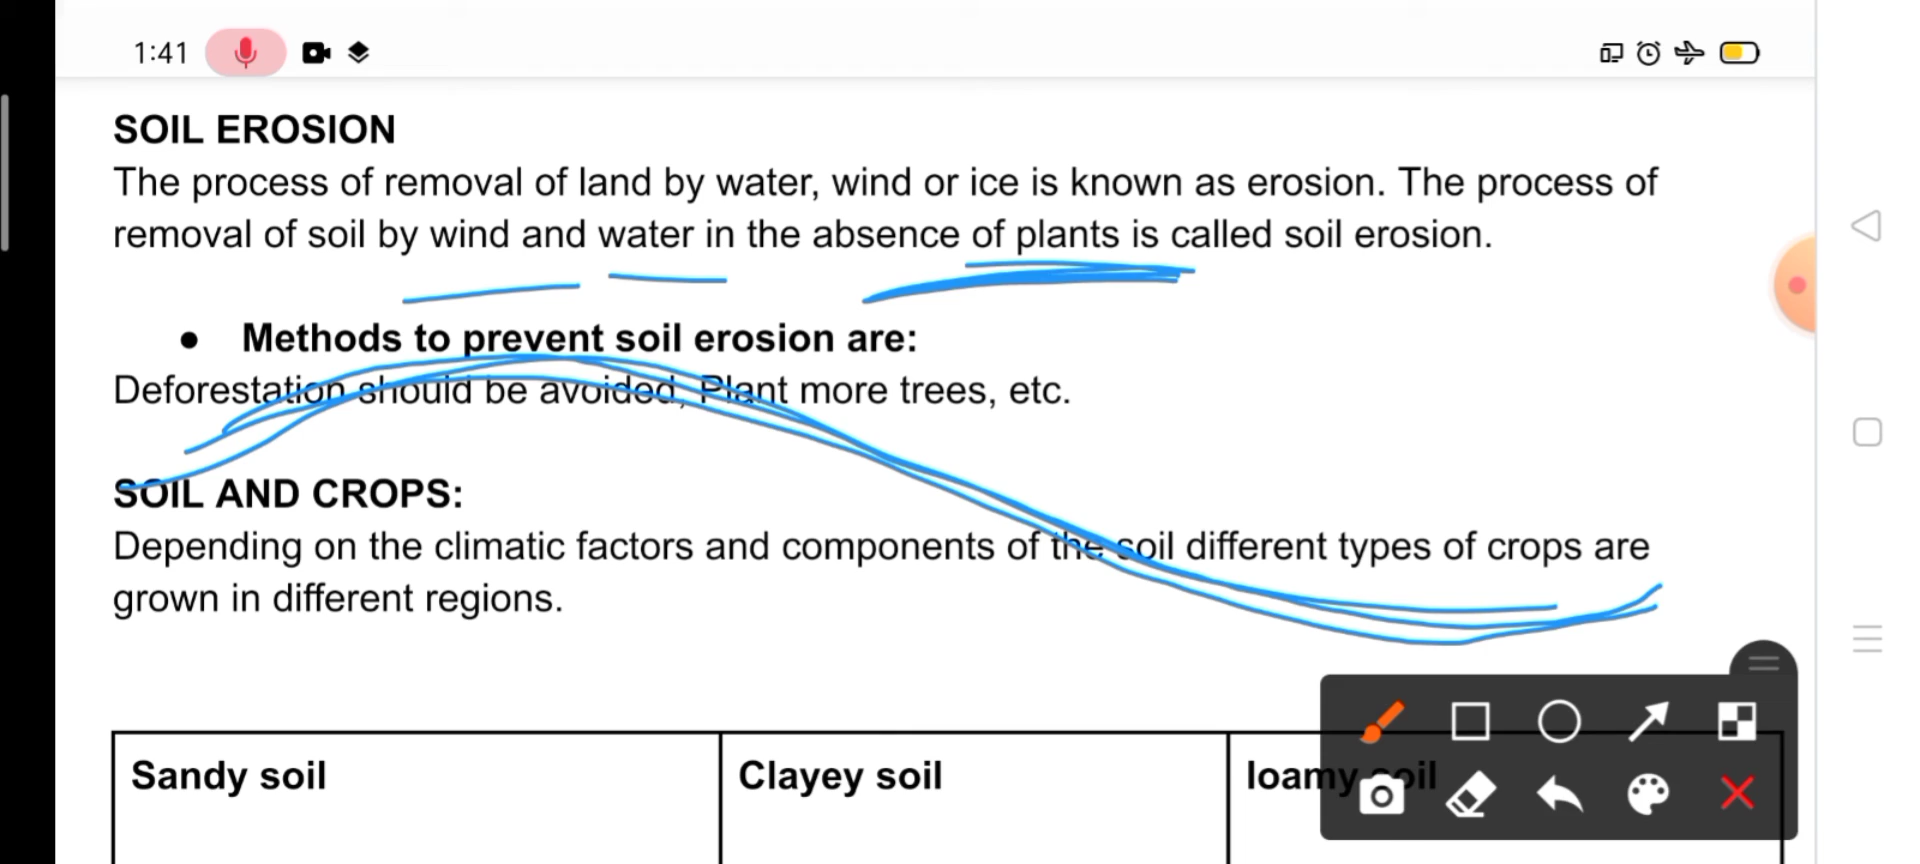 1:41
SOIL EROSION
The process of removal of land by water, wind or ice is known as erosion. The process of
removal of soil by wind and water in the absence of plants is called soil erosion.
● Methods to prevent soil erosion are:
Deforestation should be avoided, Plant more trees, etc.
SOIL AND CROPS:
Depending on the climatic factors and components of the soil different types of crops are
grown in different regions.
Sandy soil
Clayey soil
loamy soil